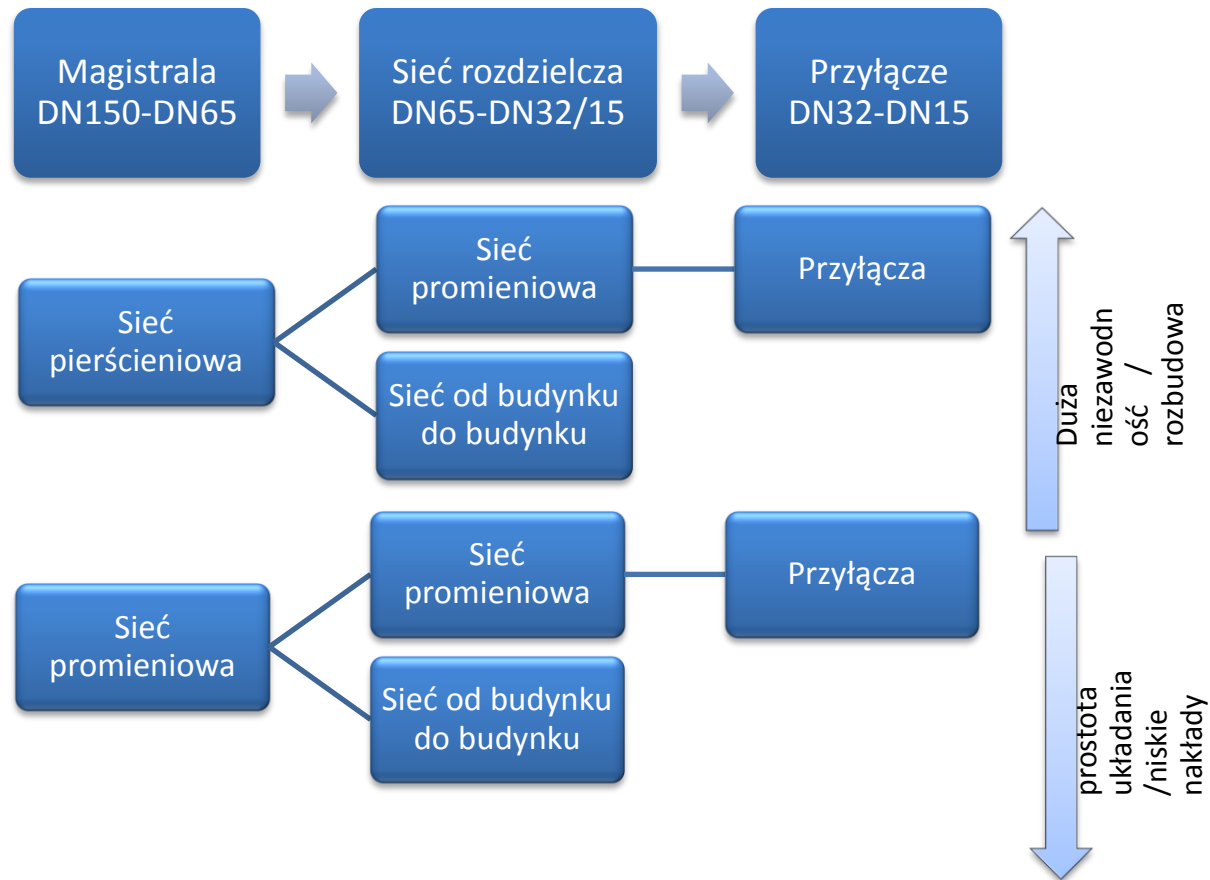 Magistrala
DN150-DN65
Sieć rozdzielcza
DN65-DN32/15
Przyłącze
DN32-DN15
Sieć
pierścieniowa
Sieć
promieniowa
Przyłącza
Sieć od budynku
do budynku
Sieć
promieniowa
Sieć
promieniowa
Przyłącza
Sieć od budynku
do budynku
Duża
niezawodn
ość /
rozbudowa
prostota
układania
/niskie
nakłady